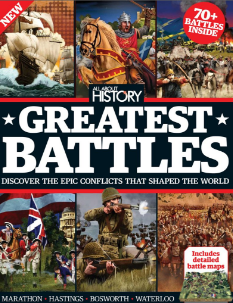 NEW
70+
BATTLES
INSIDE
ALL ABOUT
HISTORY
GREATEST
BATTLES
DISCOVER THE EPIC CONFLICTS THAT SHAPED THE WORLD
Includes
detailed
battle maps
MARATHON · HASTINGS · BOSWORTH · WATERLOO